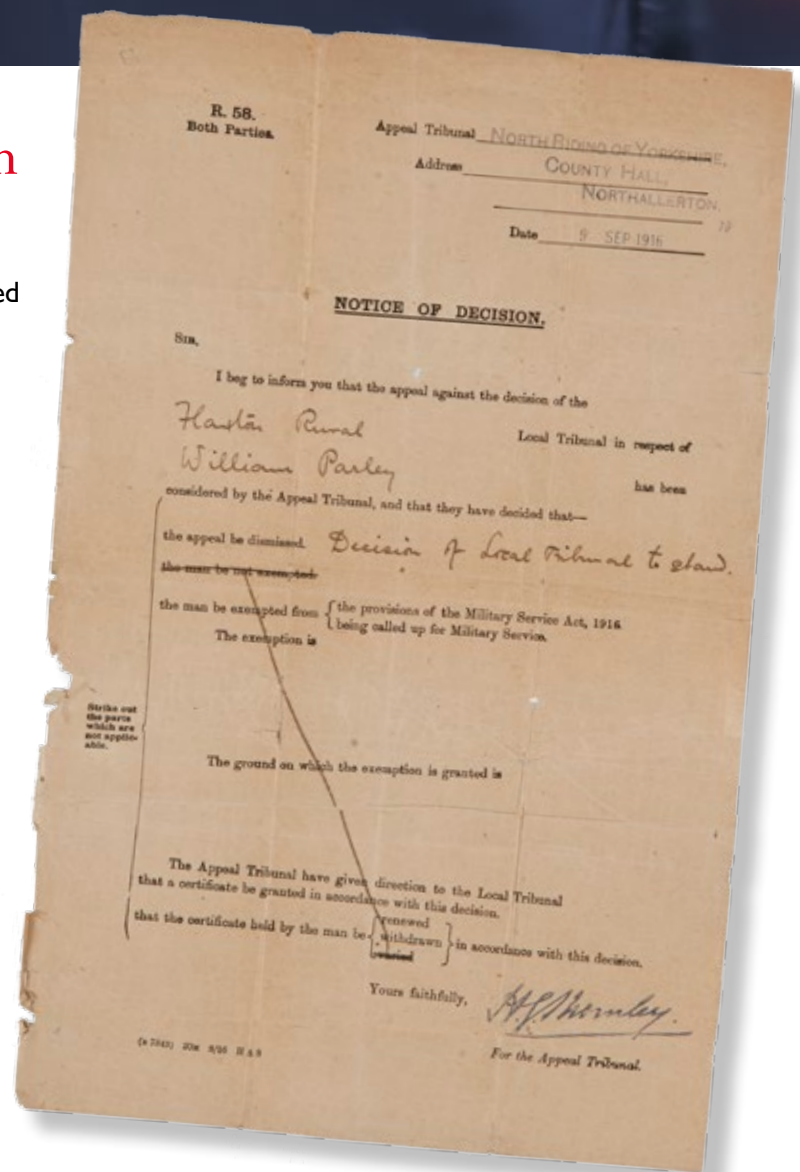 n
ed
R. 58.
Both Parties.
Appeal Tribunal NORTH RIDING OF YORKSHIRE,
Address COUNTY HALL,
NORTHALLERTON.
19
Date 9 SEP 1916
NOTICE OF DECISION.
SIR,
I beg to inform you that the appeal against the decision of the
Flaxton Rural Local Tribunal in respect of
William Parley has been
considered by the Appeal Tribunal, and that they have decided that—
the appeal be dismissed. Decision of Local Tribunal to stand.
the man be not exempted
the man be exempted from { the provisions of the Military Service Act, 1916
being called up for Military Service.
The exemption is
Strike out
the parts
which are
not applic-
able.
The ground on which the exemption is granted is
The Appeal Tribunal have given direction to the Local Tribunal
that a certificate be granted in accordance with this decision.
renewed
that the certificate held by the man be { withdrawn } in accordance with this decision.
varied
Yours faithfully,
For the Appeal Tribunal.